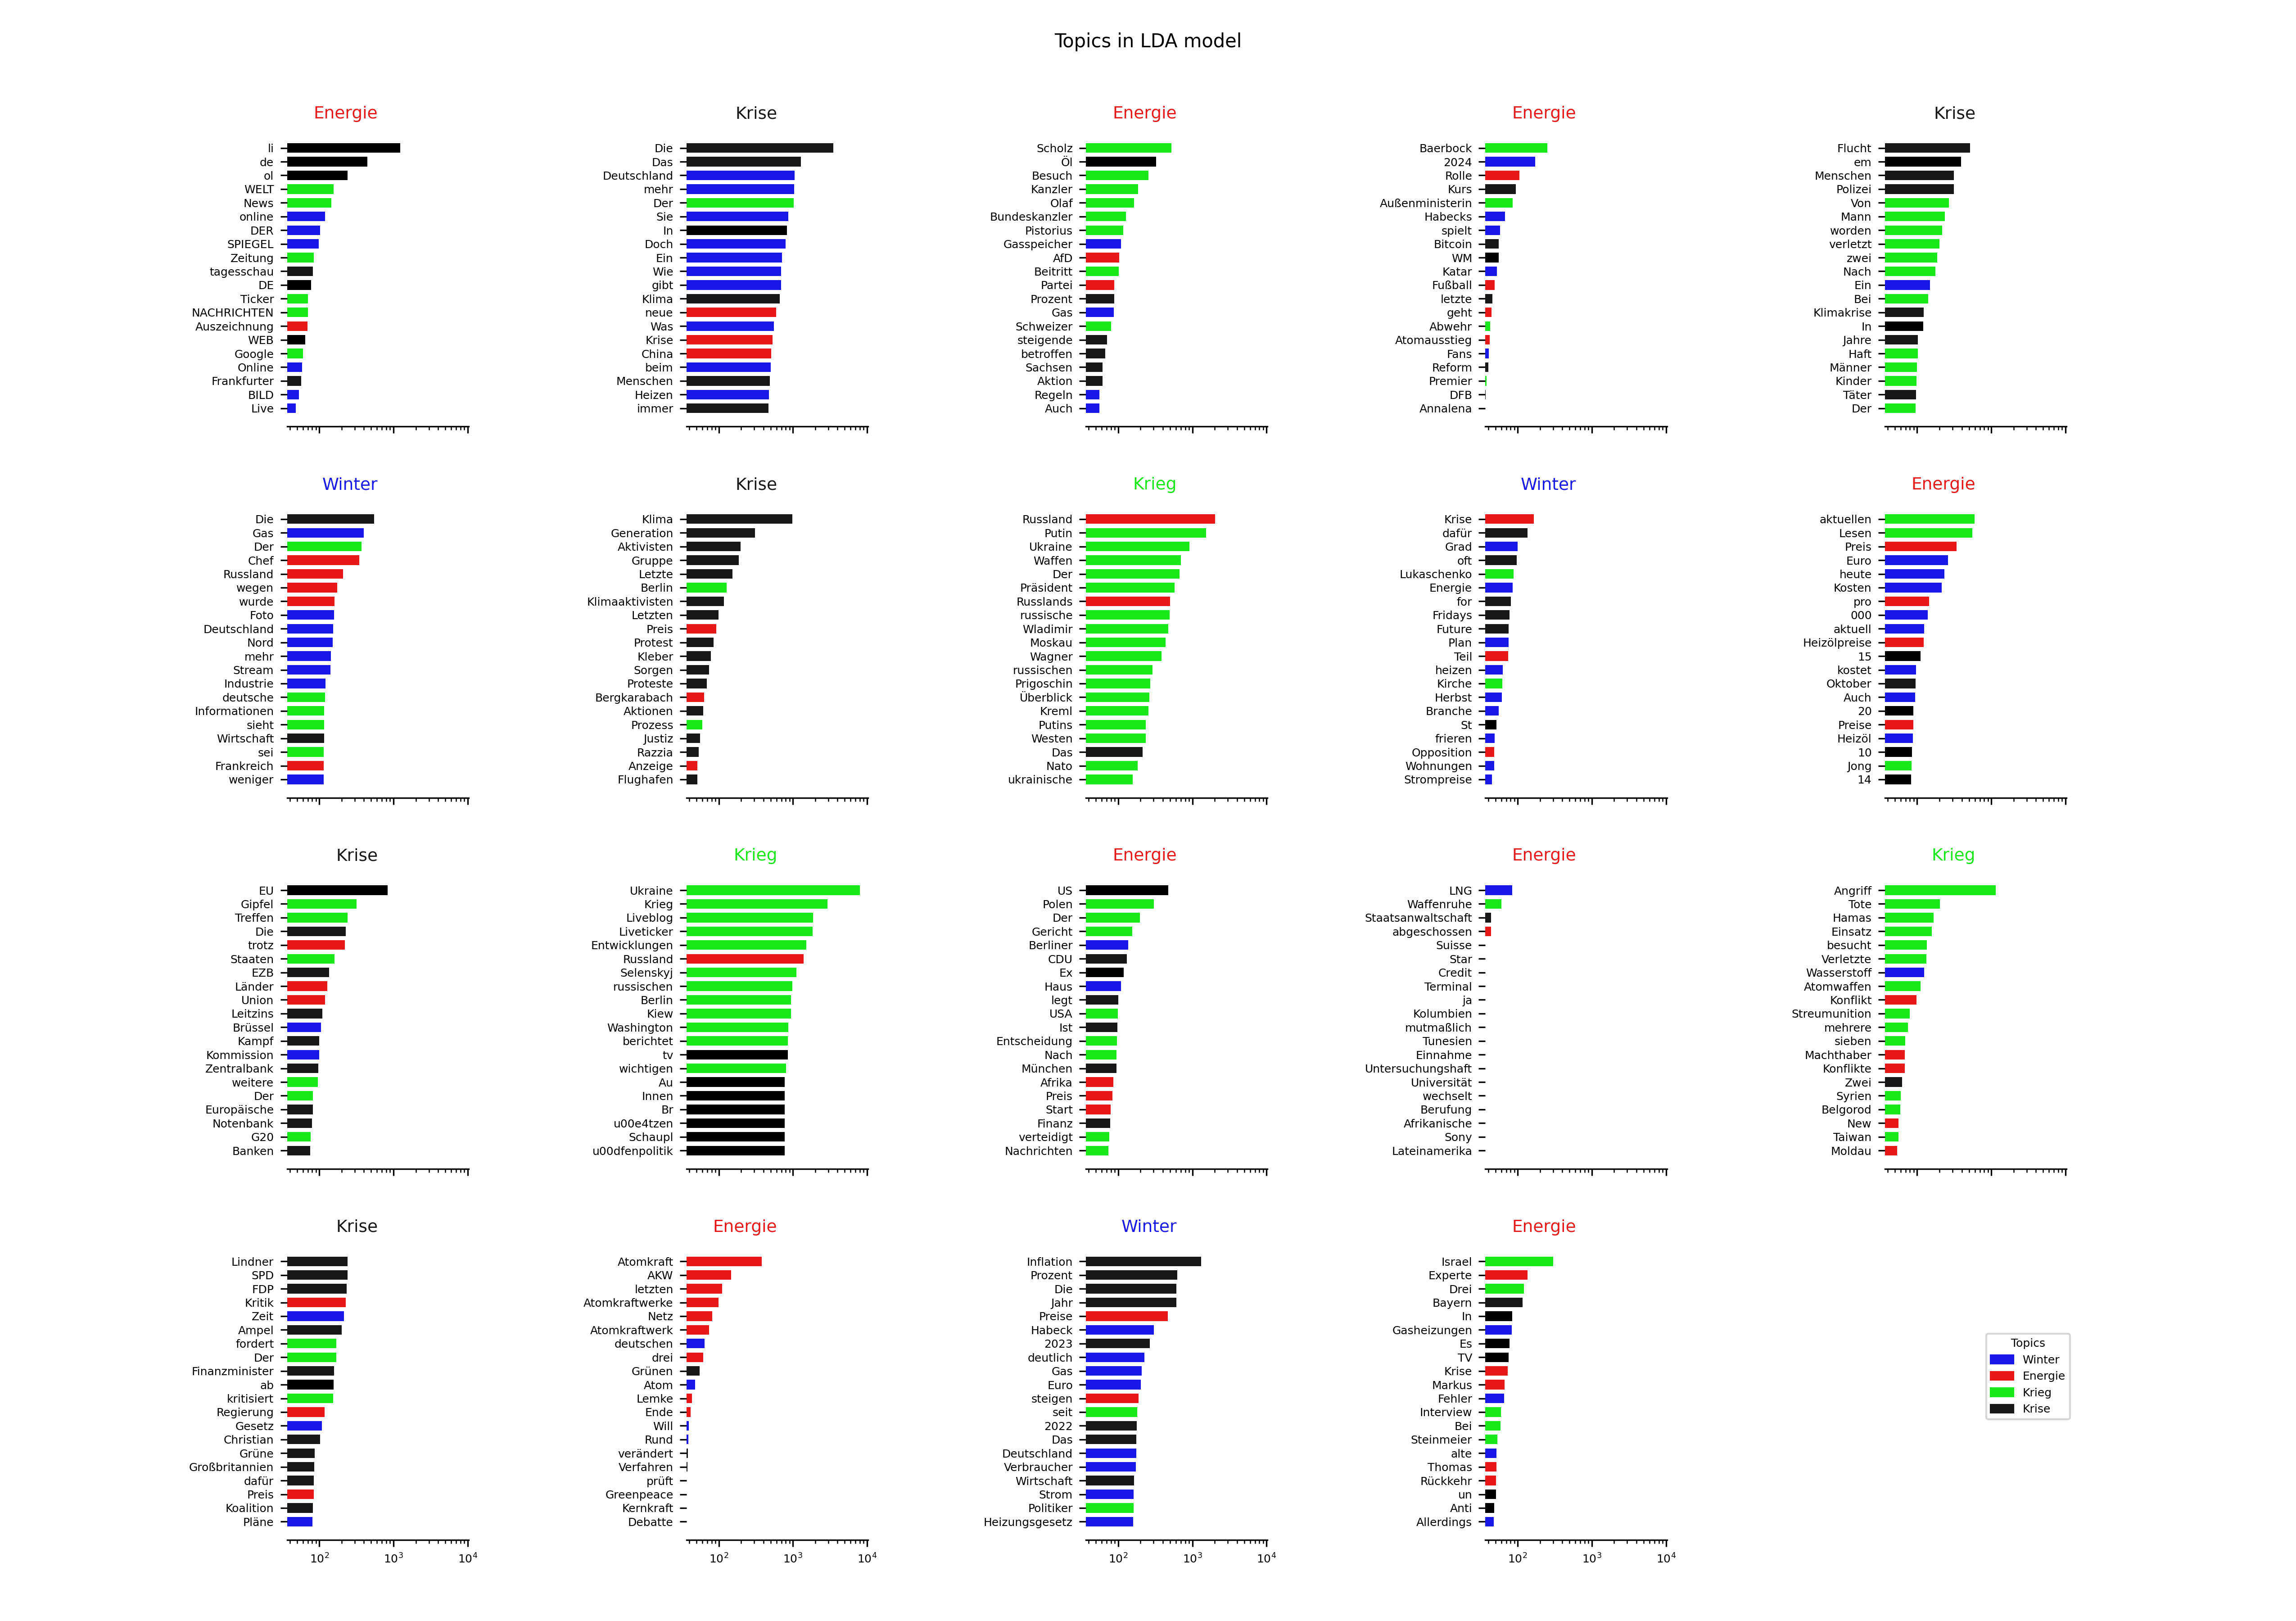 Topics in LDA model
Energie
li
de
ol
WELT
News
online
DER
SPIEGEL
Zeitung
tagesschau
DE
Ticker
NACHRICHTEN
Auszeichnung
WEB
Google
Online
Frankfurter
BILD
Live
Krise
Die
Das
Deutschland
mehr
Der
Sie
In
Doch
Ein
Wie
gibt
Klima
neue
Was
Krise
China
beim
Menschen
Heizen
immer
Energie
Scholz
Öl
Besuch
Kanzler
Olaf
Bundeskanzler
Pistorius
Gasspeicher
AfD
Beitritt
Partei
Prozent
Gas
Schweizer
steigende
betroffen
Sachsen
Aktion
Regeln
Auch
Energie
Baerbock
2024
Rolle
Kurs
Außenministerin
Habecks
spielt
Bitcoin
WM
Katar
Fußball
letzte
geht
Abwehr
Atomausstieg
Fans
Reform
Premier
DFB
Annalena
Krise
Flucht
em
Menschen
Polizei
Von
Mann
worden
verletzt
zwei
Nach
Ein
Bei
Klimakrise
In
Jahre
Haft
Männer
Kinder
Täter
Der
Winter
Die
Gas
Der
Chef
Russland
wegen
wurde
Foto
Deutschland
Nord
mehr
Stream
Industrie
deutsche
Informationen
sieht
Wirtschaft
sei
Frankreich
weniger
Krise
Klima
Generation
Aktivisten
Gruppe
Letzte
Berlin
Klimaaktivisten
Letzten
Preis
Protest
Kleber
Sorgen
Proteste
Bergkarabach
Aktionen
Prozess
Justiz
Razzia
Anzeige
Flughafen
Krieg
Russland
Putin
Ukraine
Waffen
Der
Präsident
Russlands
russische
Wladimir
Moskau
Wagner
russischen
Prigoschin
Überblick
Kreml
Putins
Westen
Das
Nato
ukrainische
Winter
Krise
dafür
Grad
oft
Lukaschenko
Energie
for
Fridays
Future
Plan
Teil
heizen
Kirche
Herbst
Branche
St
frieren
Opposition
Wohnungen
Strompreise
Energie
aktuellen
Lesen
Preis
Euro
heute
Kosten
pro
000
aktuell
Heizölpreise
15
kostet
Oktober
Auch
20
Preise
Heizöl
10
Jong
14
Krise
EU
Gipfel
Treffen
Die
trotz
Staaten
EZB
Länder
Union
Leitzins
Brüssel
Kampf
Kommission
Zentralbank
weitere
Der
Europäische
Notenbank
G20
Banken
Krieg
Ukraine
Krieg
Liveblog
Liveticker
Entwicklungen
Russland
Selenskyj
russischen
Berlin
Kiew
Washington
berichtet
tv
wichtigen
Au
Innen
Br
u00e4tzen
Schaupl
u00dfenpolitik
Energie
US
Polen
Der
Gericht
Berliner
CDU
Ex
Haus
legt
USA
Ist
Entscheidung
Nach
München
Afrika
Preis
Start
Finanz
verteidigt
Nachrichten
Energie
LNG
Waffenruhe
Staatsanwaltschaft
abgeschossen
Suisse
Star
Credit
Terminal
ja
Kolumbien
mutmaßlich
Tunesien
Einnahme
Untersuchungshaft
Universität
wechselt
Berufung
Afrikanische
Sony
Lateinamerika
Krieg
Angriff
Tote
Hamas
Einsatz
besucht
Verletzte
Wasserstoff
Atomwaffen
Konflikt
Streumunition
mehrere
sieben
Machthaber
Konflikte
Zwei
Syrien
Belgorod
New
Taiwan
Moldau
Krise
Lindner
SPD
FDP
Kritik
Zeit
Ampel
fordert
Der
Finanzminister
ab
kritisiert
Regierung
Gesetz
Christian
Grüne
Großbritannien
dafür
Preis
Koalition
Pläne
10² 10³ 10⁴
Energie
Atomkraft
AKW
letzten
Atomkraftwerke
Netz
Atomkraftwerk
deutschen
drei
Grünen
Atom
Lemke
Ende
Will
Rund
verändert
Verfahren
prüft
Greenpeace
Kernkraft
Debatte
10² 10³ 10⁴
Winter
Inflation
Prozent
Die
Jahr
Preise
Habeck
2023
deutlich
Gas
Euro
steigen
seit
2022
Das
Deutschland
Verbraucher
Wirtschaft
Strom
Politiker
Heizungsgesetz
10² 10³ 10⁴
Energie
Israel
Experte
Drei
Bayern
In
Gasheizungen
Es
TV
Krise
Markus
Fehler
Interview
Bei
Steinmeier
alte
Thomas
Rückkehr
un
Anti
Allerdings
10² 10³ 10⁴
Topics
Winter
Energie
Krieg
Krise